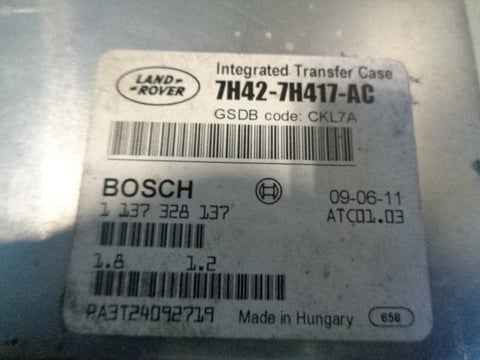 LAND
ROVER
Integrated Transfer Case
7H42-7H417-AC
GSDB code: CKL7A
BOSCH
09-06-11
1 137 328 137
ATC01.03
1.8 1.2
PA3T24092719
Made in Hungary
658